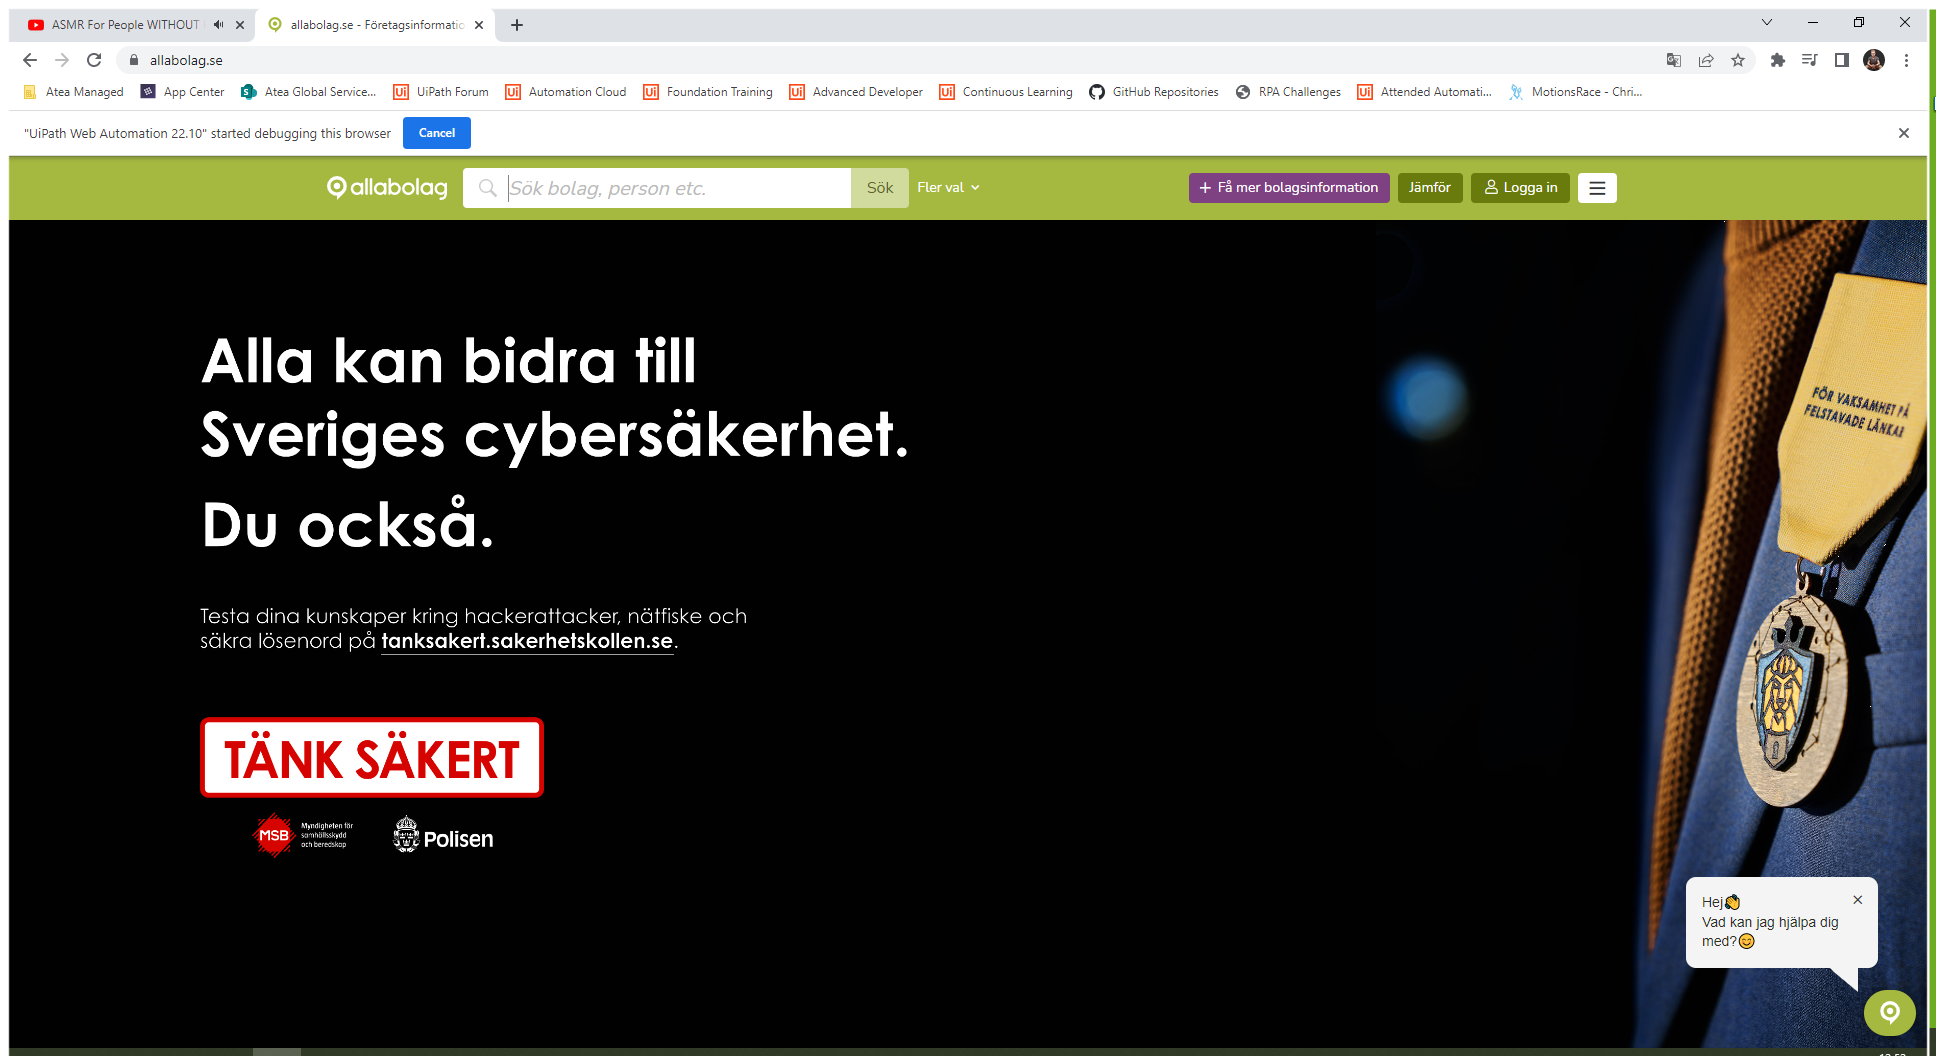 ASMR For People WITHOUT
allabolag.se - Företagsinformatio
allabolag.se
Atea Managed
App Center
Atea Global Service...
UiPath Forum
Automation Cloud
Foundation Training
Advanced Developer
Continuous Learning
GitHub Repositories
RPA Challenges
Attended Automati...
MotionsRace - Chri...
"UiPath Web Automation 22.10" started debugging this browser
Cancel
allabolag
Sök bolag, person etc.
Sök
Fler val
+ Få mer bolagsinformation
Jämför
Logga in
Alla kan bidra till
Sveriges cybersäkerhet.
Du också.
FÖR VAKSAMHET PÅ
FELSTAVADE LÄNKAR
Testa dina kunskaper kring hackerattacker, nätfiske och
säkra lösenord på tanksakert.sakerhetskollen.se.
TÄNK SÄKERT
MSB
Myndigheten för
samhällsskydd
och beredskap
Polisen
Hej👏
Vad kan jag hjälpa dig
med?😊